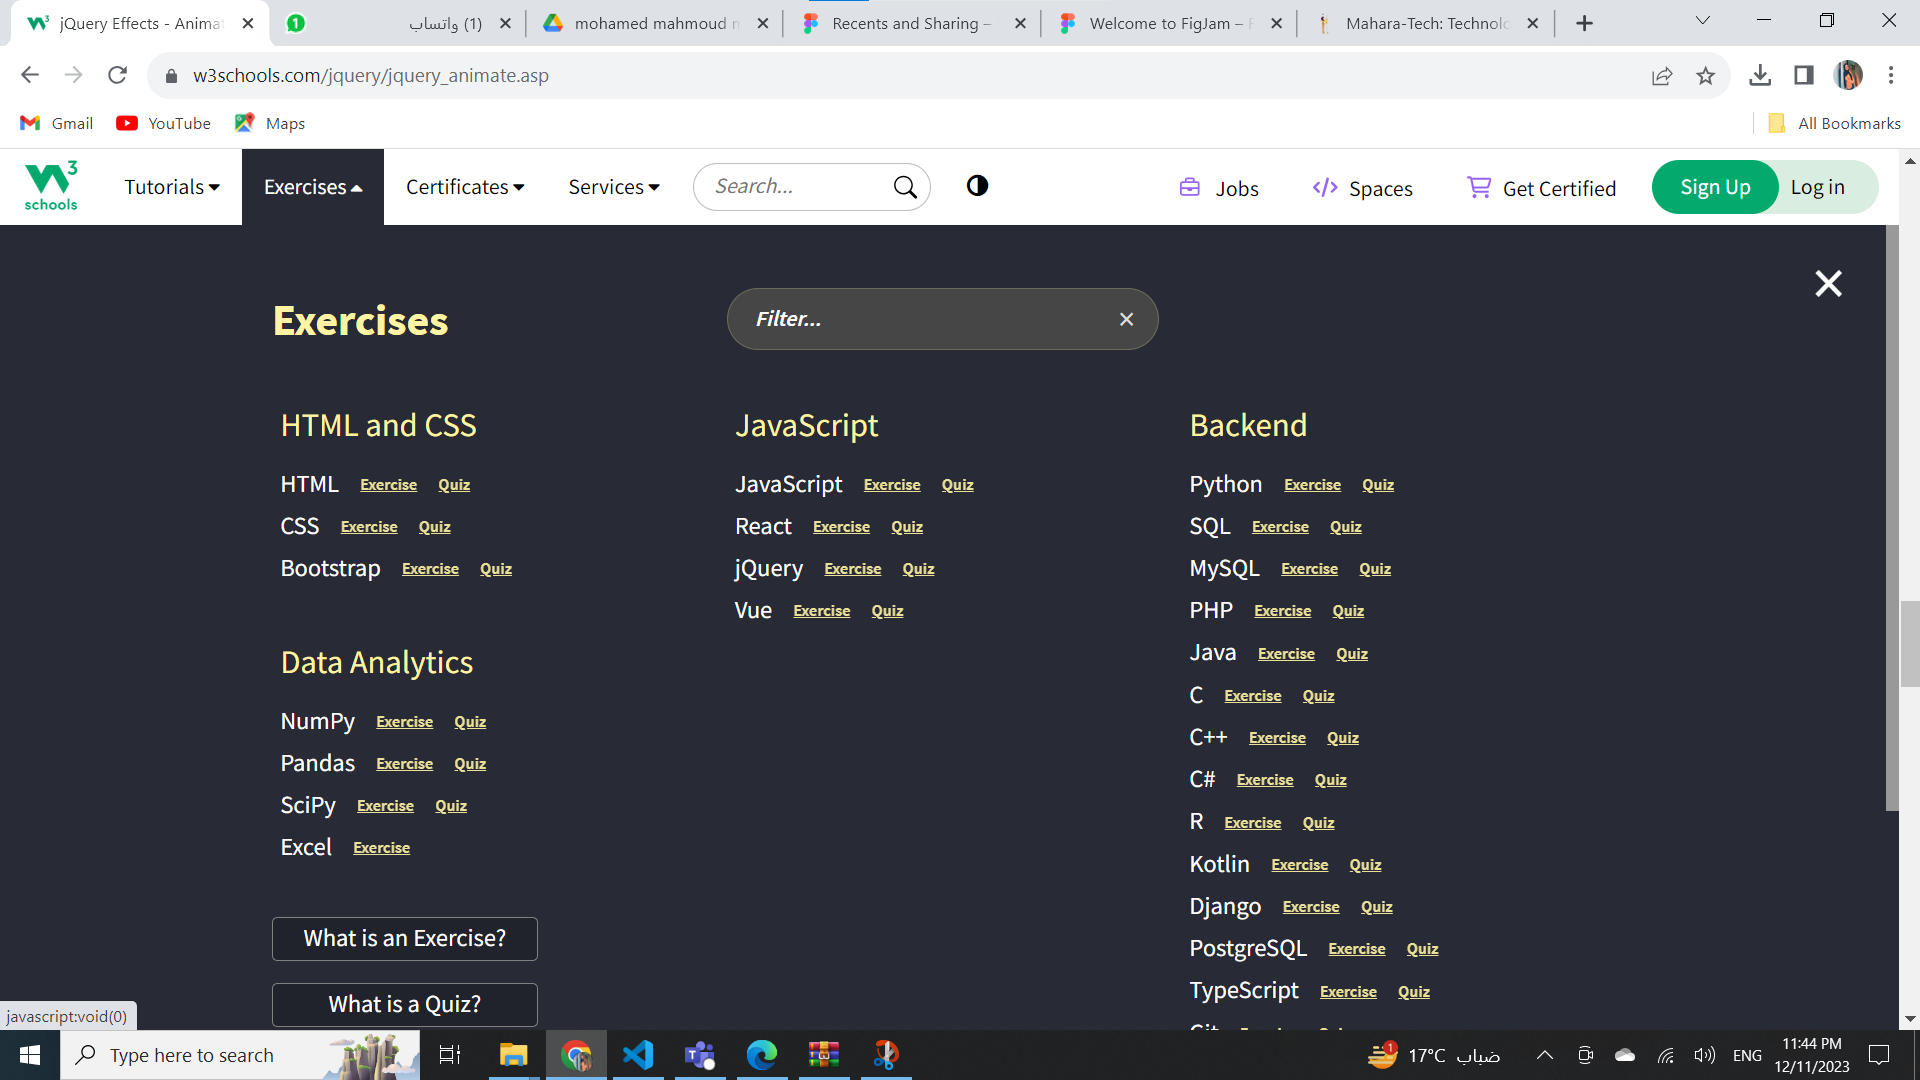 jQuery Effects - Anima
(1) واتساب
mohamed mahmoud
Recents and Sharing –
Welcome to FigJam –
Mahara-Tech: Technolo
w3schools.com/jquery/jquery_animate.asp
Gmail
YouTube
Maps
All Bookmarks
W3
schools
Tutorials
Exercises
Certificates
Services
Search...
Jobs
Spaces
Get Certified
Sign Up
Log in
Exercises
Filter...
HTML and CSS
HTML Exercise Quiz
CSS Exercise Quiz
Bootstrap Exercise Quiz
Data Analytics
NumPy Exercise Quiz
Pandas Exercise Quiz
SciPy Exercise Quiz
Excel Exercise
What is an Exercise?
What is a Quiz?
JavaScript
JavaScript Exercise Quiz
React Exercise Quiz
jQuery Exercise Quiz
Vue Exercise Quiz
Backend
Python Exercise Quiz
SQL Exercise Quiz
MySQL Exercise Quiz
PHP Exercise Quiz
Java Exercise Quiz
C Exercise Quiz
C++ Exercise Quiz
C# Exercise Quiz
R Exercise Quiz
Kotlin Exercise Quiz
Django Exercise Quiz
PostgreSQL Exercise Quiz
TypeScript Exercise Quiz
javascript:void(0)
Type here to search
1
17°C ضباب
ENG
11:44 PM
12/11/2023